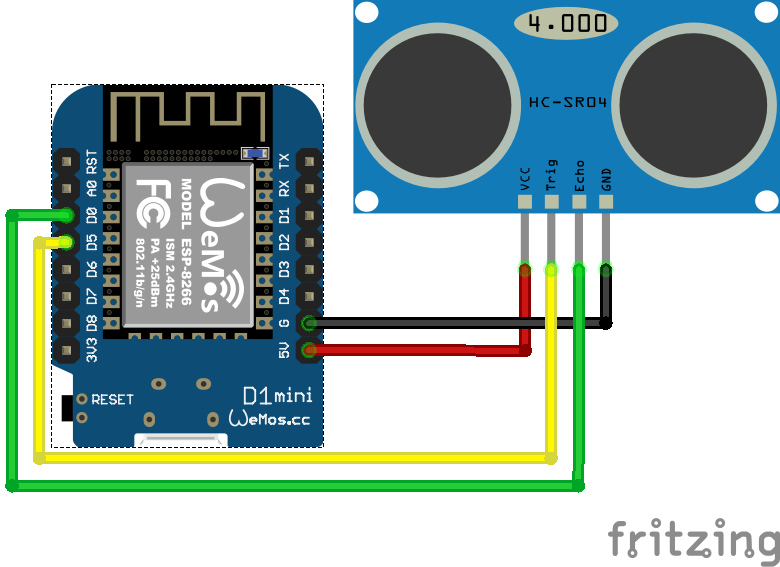 4.000
HC-SR04
VCC
Trig
Echo
GND
RST
A0
D0
D5
D6
D7
D8
3V3
TX
RX
D1
D2
D3
D4
G
5V
WeMos
MODEL ESP-8266
ISM 2.4GHz
PA +25dBm
802.11b/g/n
FC
RESET
D1mini
WeMos.cc
fritzing